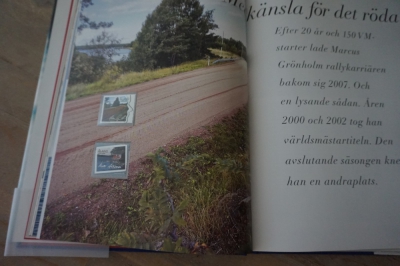 känsla för det röda
Efter 20 år och 150 VM-
starter lade Marcus
Grönholm rallykarriären
bakom sig 2007. Och
en lysande sådan. Åren
2000 och 2002 tog han
världsmästartiteln. Den
avslutande säsongen kne
han en andraplats.